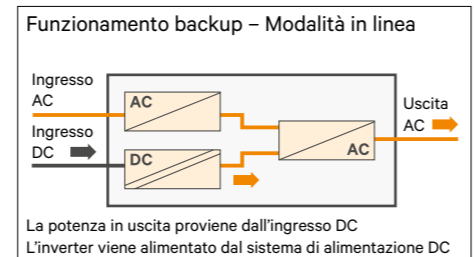 Funzionamento backup – Modalità in linea
Ingresso
AC
AC
Uscita
AC
Ingresso
DC
DC
AC
La potenza in uscita proviene dall'ingresso DC
L'inverter viene alimentato dal sistema di alimentazione DC